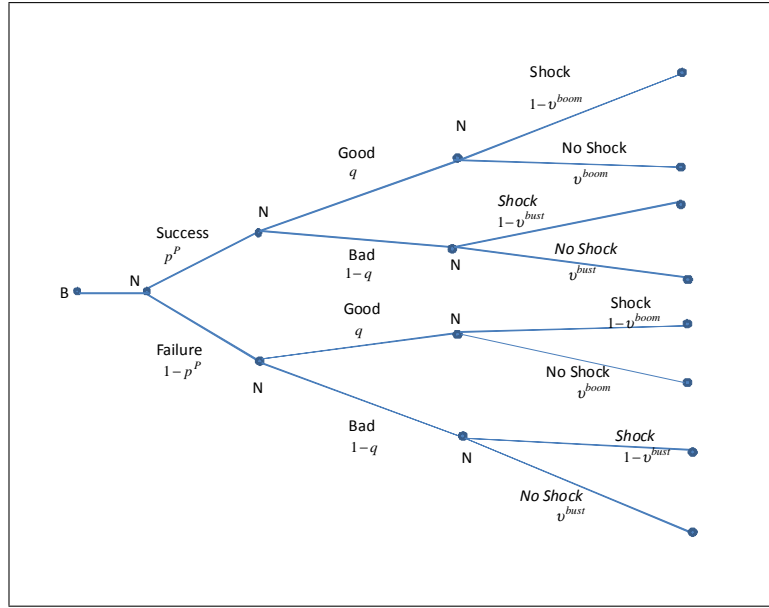 Shock
1−υ^boom
N
Good
q
No Shock
υ^boom
N
Shock
1−υ^bust
Success
p^P
Bad
1−q
N
No Shock
υ^bust
B
N
Good
q
N
Shock
1−υ^boom
Failure
1−p^P
N
No Shock
υ^boom
Bad
1−q
N
Shock
1−υ^bust
No Shock
υ^bust